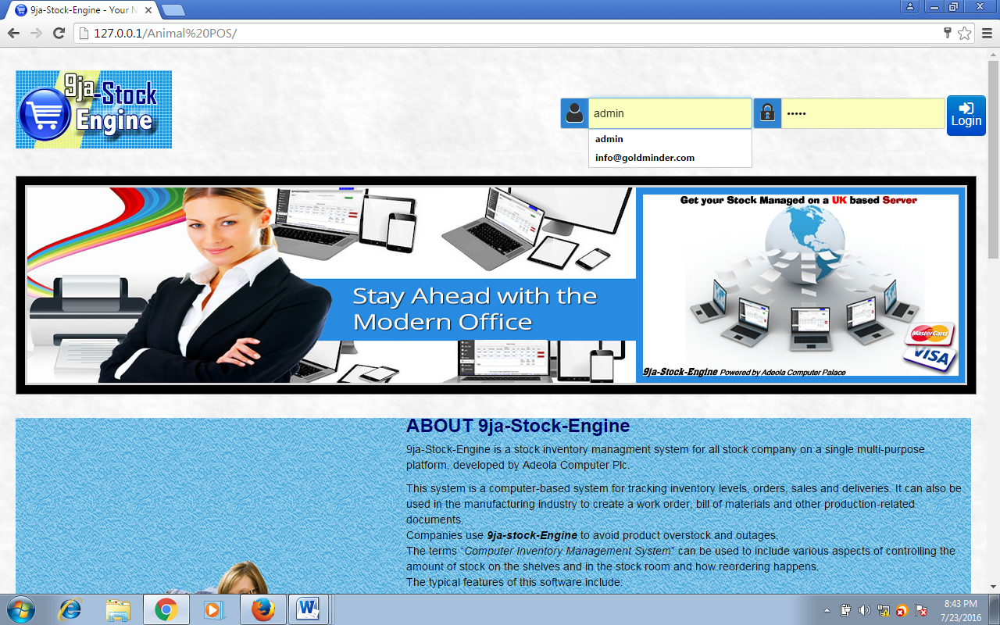 9ja-Stock-Engine - Your N
127.0.0.1/Animal%20POS/
9ja-Stock
Engine
admin
•••••
Login
admin
info@goldminder.com
Stay Ahead with the
Modern Office
Get your Stock Managed on a UK based Server
MasterCard
VISA
9ja-Stock-Engine Powered by Adeola Computer Palace
ABOUT 9ja-Stock-Engine
9ja-Stock-Engine is a stock inventory managment system for all stock company on a single multi-purpose
platform, developed by Adeola Computer Plc.
This system is a computer-based system for tracking inventory levels, orders, sales and deliveries. It can also be
used in the manufacturing industry to create a work order, bill of materials and other production-related
documents.
Companies use 9ja-stock-Engine to avoid product overstock and outages.
The terms “Computer Inventory Management System” can be used to include various aspects of controlling the
amount of stock on the shelves and in the stock room and how reordering happens.
The typical features of this software include:
8:43 PM
7/23/2016